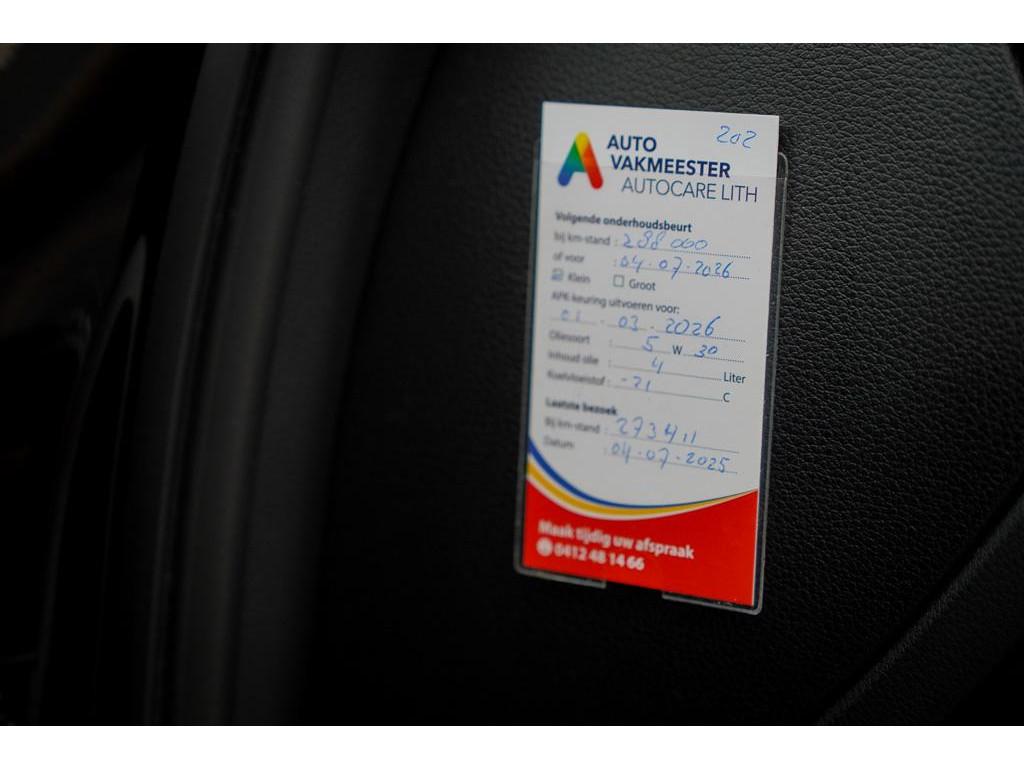 202
AUTO
VAKMEESTER
AUTOCARE LITH
Volgende onderhoudsbeurt
bij km-stand : 288 000
of voor : 04-07-2026
☑ Klein ☐ Groot
APK-keuring uitvoeren voor:
01 - 03 - 2026
Oliesoort : 5 W 30
Inhoud olie : 4 Liter
Koelvloeistof : -21 C
Laatste bezoek
Bij km-stand : 273411
Datum : 04-07-2025
Maak tijdig uw afspraak
0412 48 14 66